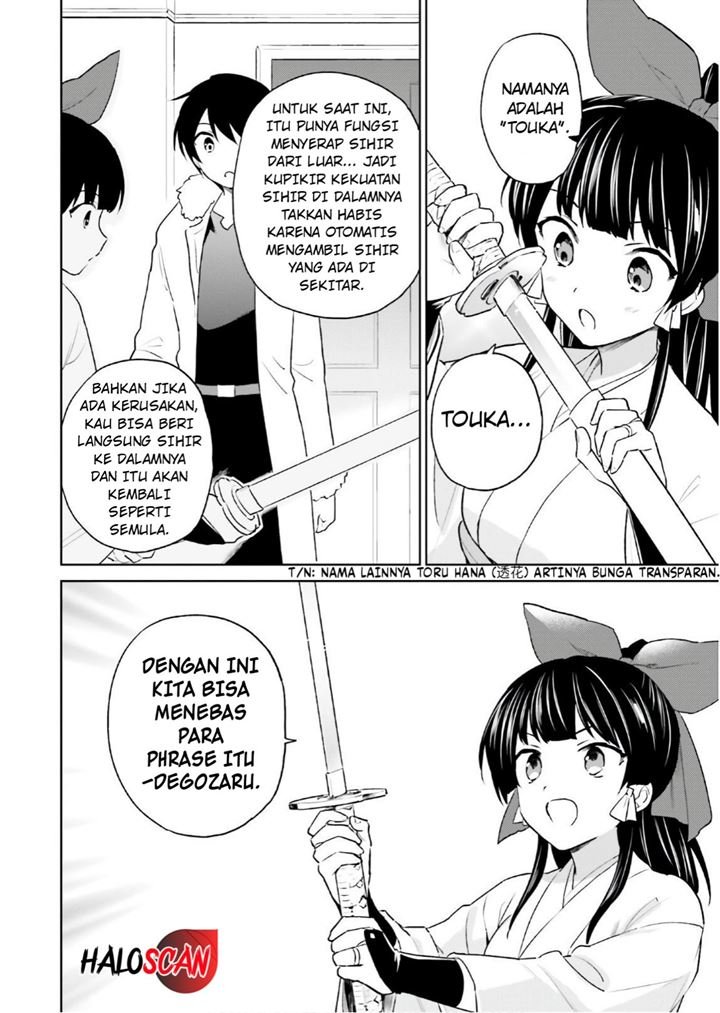 NAMANYA
ADALAH
"TOUKA".
TOUKA...
UNTUK SAAT INI,
ITU PUNYA FUNGSI
MENYERAP SIHIR
DARI LUAR... JADI
KUPIKIR KEKUATAN
SIHIR DI DALAMNYA
TAKKAN HABIS
KARENA OTOMATIS
MENGAMBIL SIHIR
YANG ADA DI
SEKITAR.
BAHKAN JIKA
ADA KERUSAKAN,
KAU BISA BERI
LANGSUNG SIHIR
KE DALAMNYA
DAN ITU AKAN
KEMBALI
SEPERTI
SEMULA.
T/N: NAMA LAINNYA TORU HANA (透花) ARTINYA BUNGA TRANSPARAN.
DENGAN INI
KITA BISA
MENEBAS
PARA
PHRASE ITU
-DEGOZARU.
HALOSCAN